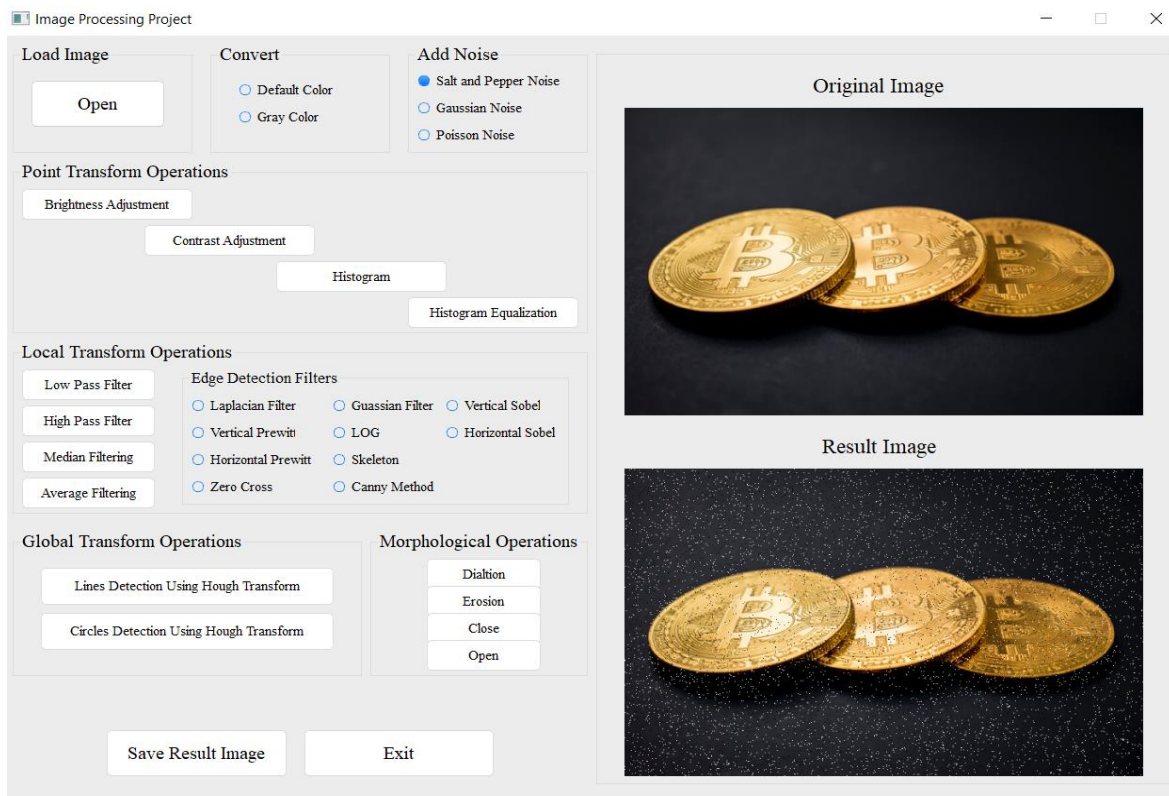 Image Processing Project
Load Image
Open
Convert
Default Color
Gray Color
Add Noise
Salt and Pepper Noise
Gaussian Noise
Poisson Noise
Point Transform Operations
Brightness Adjustment
Contrast Adjustment
Histogram
Histogram Equalization
Local Transform Operations
Low Pass Filter
High Pass Filter
Median Filtering
Average Filtering
Edge Detection Filters
Laplacian Filter
Guassian Filter
Vertical Sobel
Vertical Prewitt
LOG
Horizontal Sobel
Horizontal Prewitt
Skeleton
Zero Cross
Canny Method
Global Transform Operations
Lines Detection Using Hough Transform
Circles Detection Using Hough Transform
Morphological Operations
Dialtion
Erosion
Close
Open
Save Result Image
Exit
Original Image
Result Image